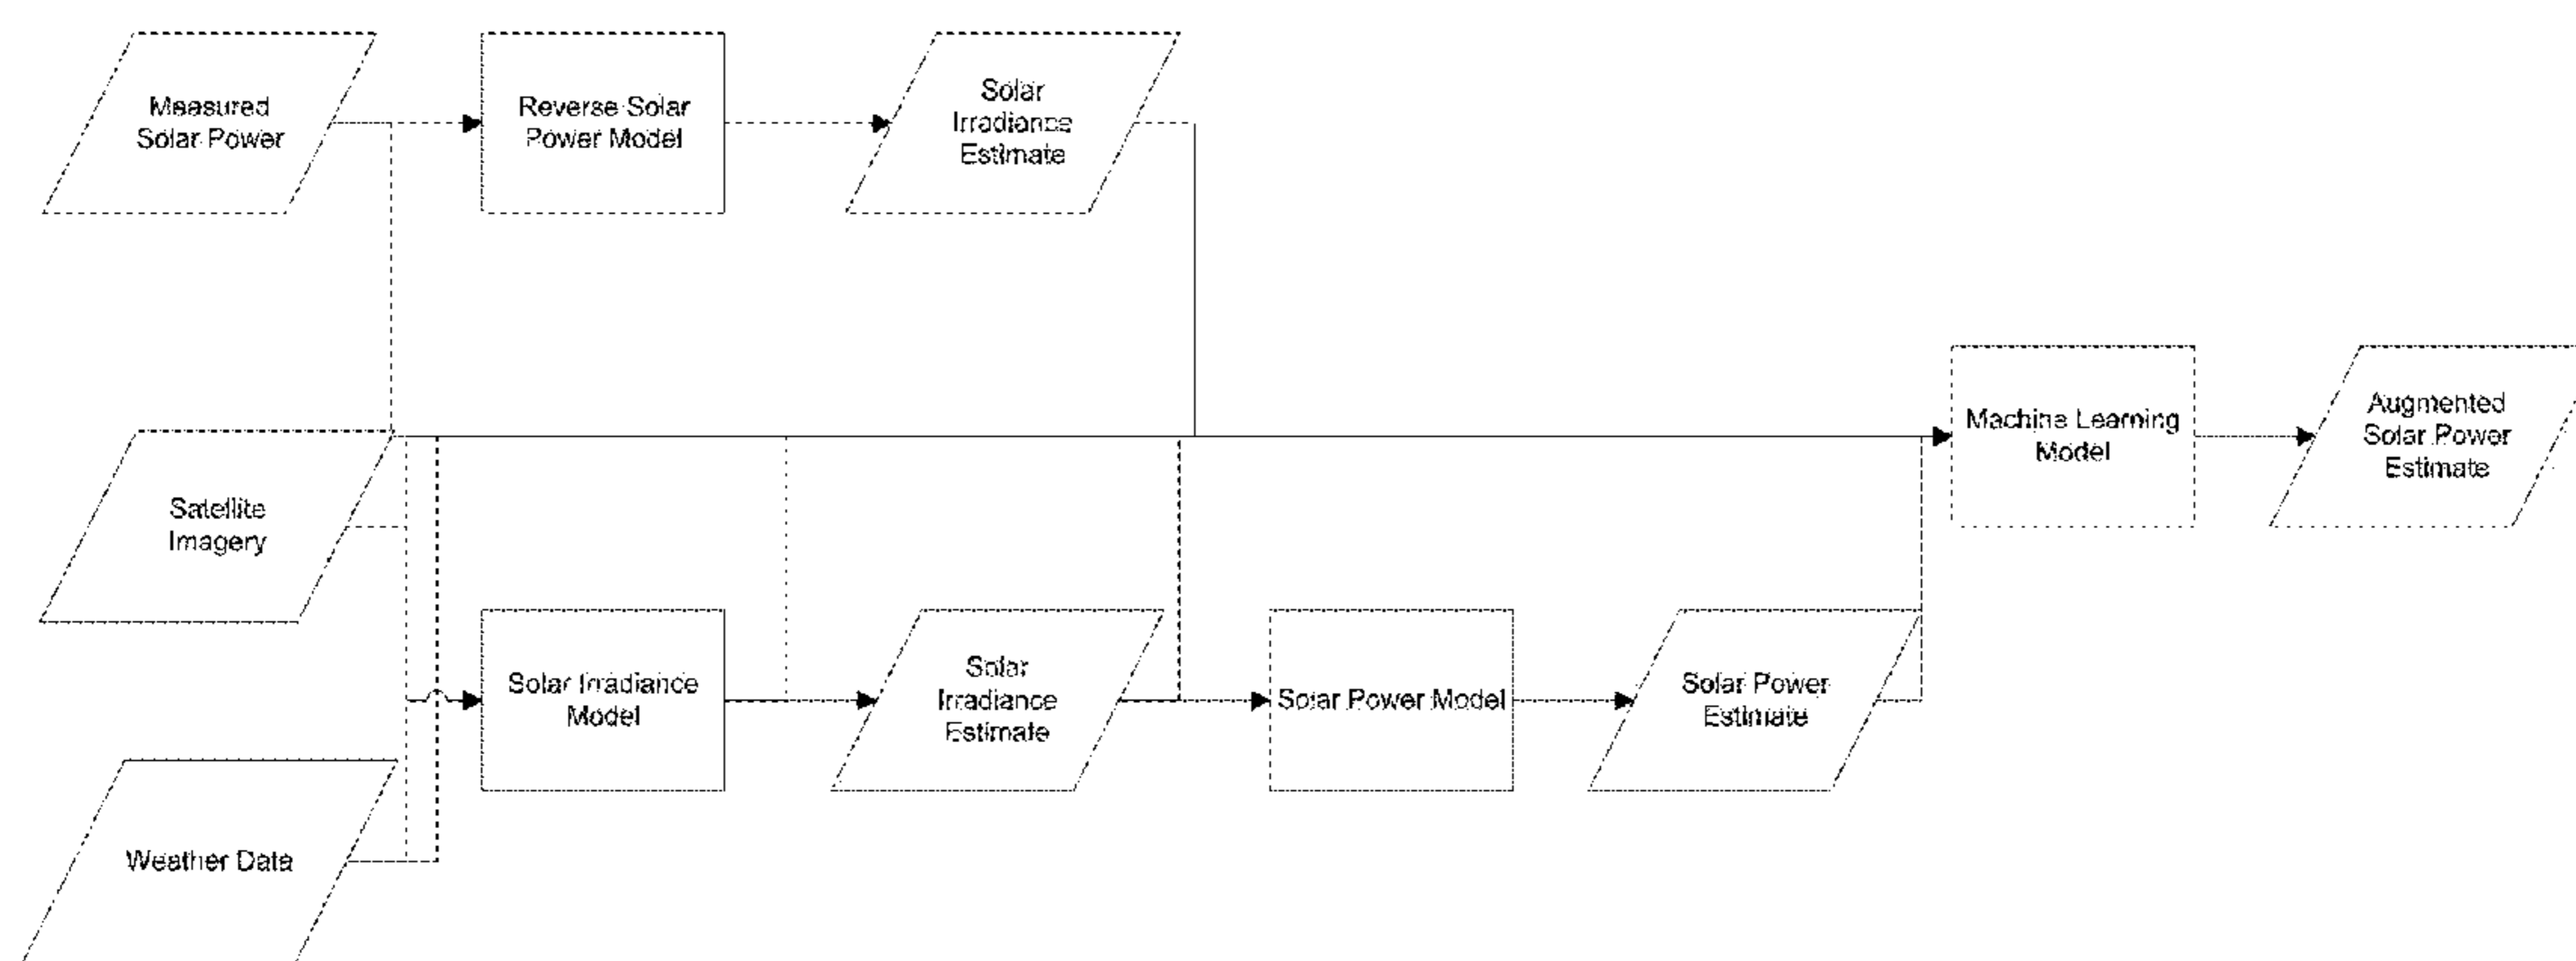 Measured
Solar Power
Reverse Solar
Power Model
Solar
Irradiance
Estimate
Machine Learning
Model
Augmented
Solar Power
Estimate
Satellite
Imagery
Solar Irradiance
Model
Solar
Irradiance
Estimate
Solar Power Model
Solar Power
Estimate
Weather Data